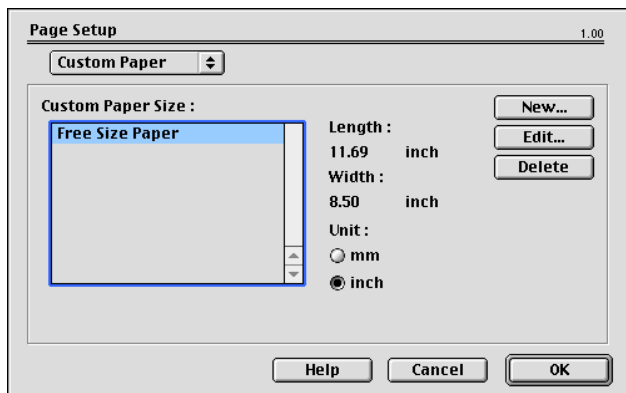 Page Setup 1.00
Custom Paper
Custom Paper Size :
Free Size Paper
Length :
11.69 inch
Width :
8.50 inch
Unit :
mm
inch
New...
Edit...
Delete
Help Cancel OK